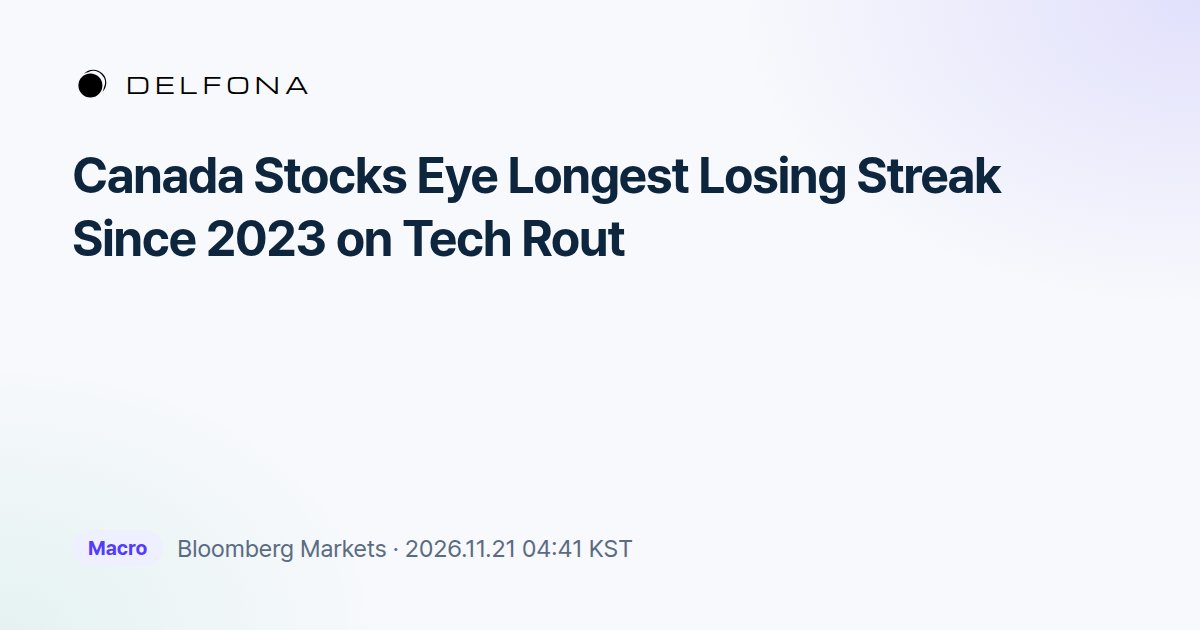 DELFONA
Canada Stocks Eye Longest Losing Streak
Since 2023 on Tech Rout
Macro Bloomberg Markets · 2026.11.21 04:41 KST